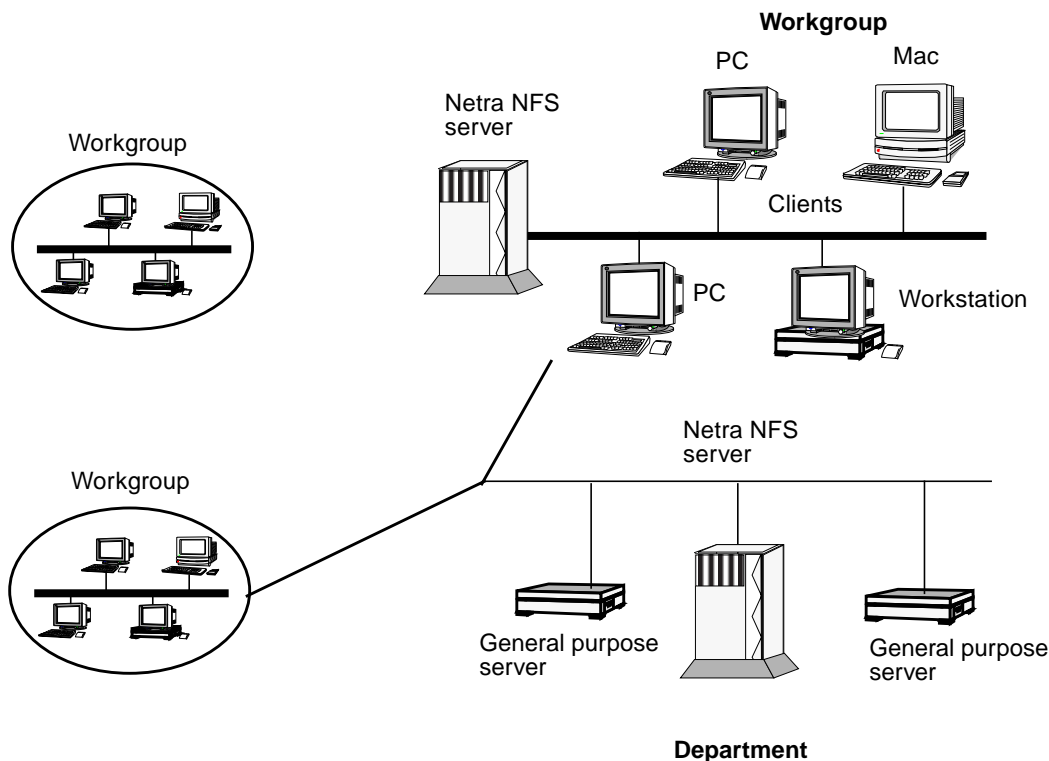 Workgroup
PC
Mac
Netra NFS
server
Workgroup
Clients
PC
Workstation
Netra NFS
server
Workgroup
General purpose
server
General purpose
server
Department